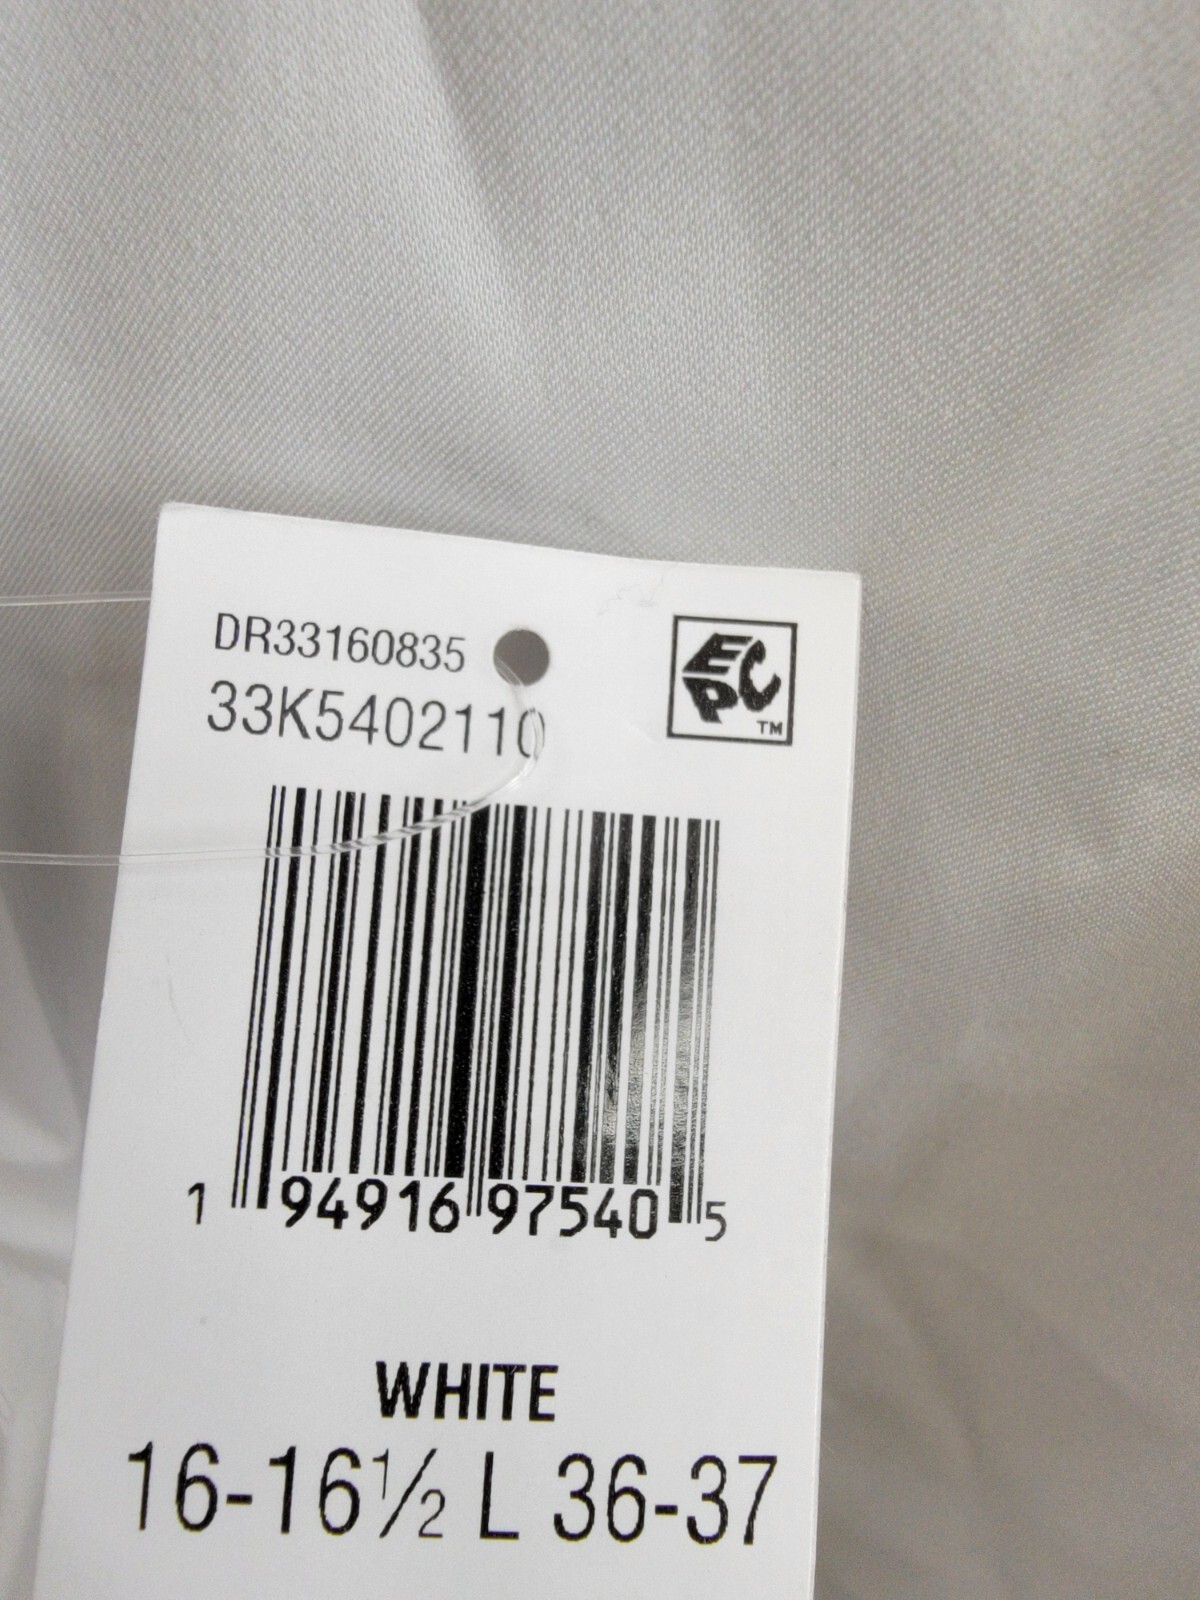 DR33160835
33K5402110
EPC
TM
1 94916 97540 5
WHITE
16-16½ L 36-37